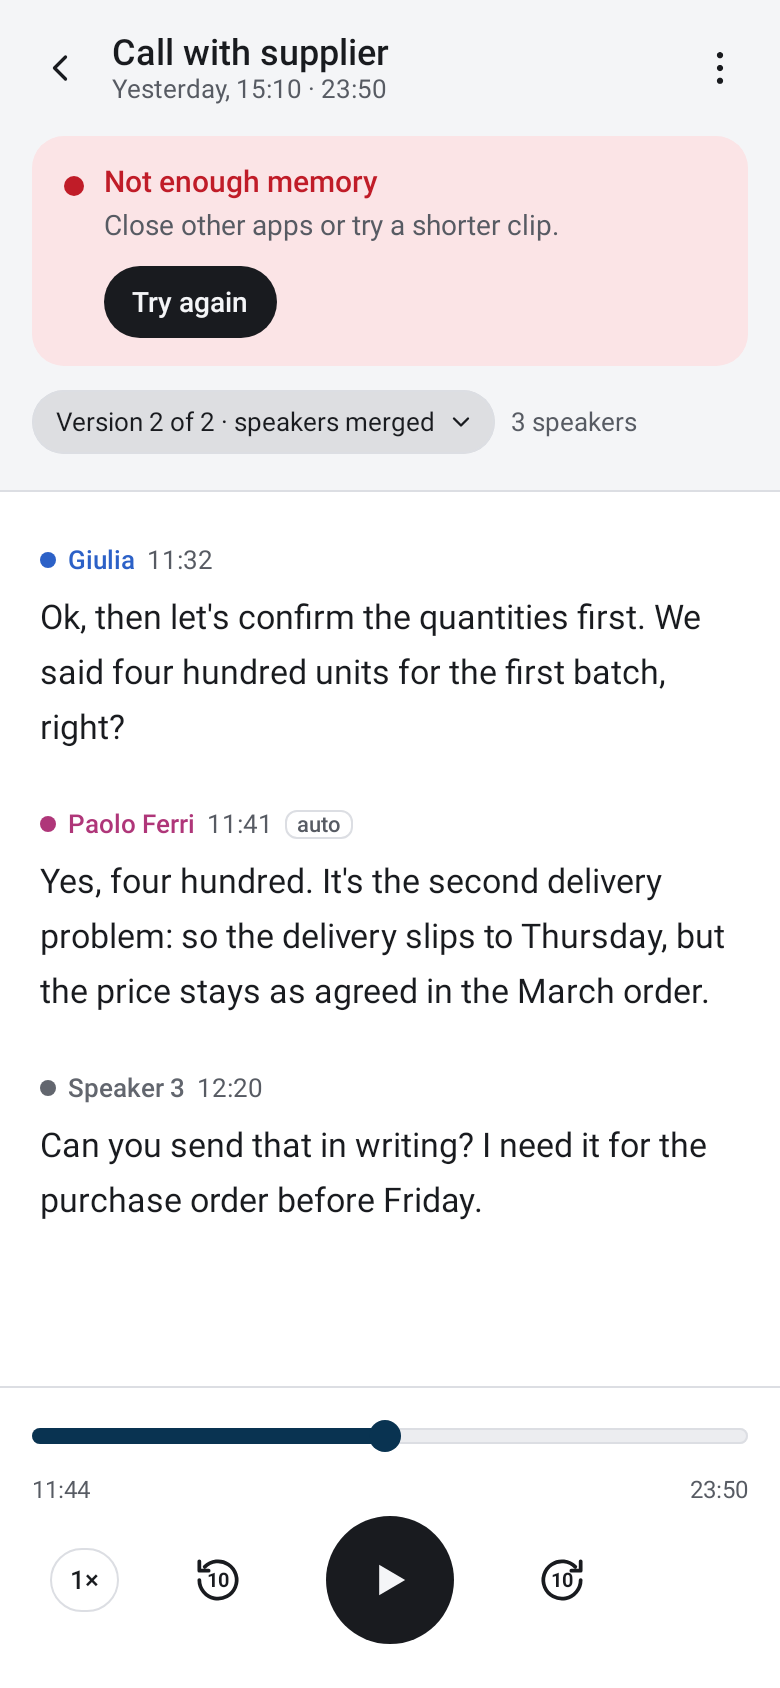 Call with supplier
Yesterday, 15:10 · 23:50
Not enough memory
Close other apps or try a shorter clip.
Try again
Version 2 of 2 · speakers merged
3 speakers
Giulia 11:32
Ok, then let's confirm the quantities first. We
said four hundred units for the first batch,
right?
Paolo Ferri 11:41 auto
Yes, four hundred. It's the second delivery
problem: so the delivery slips to Thursday, but
the price stays as agreed in the March order.
Speaker 3 12:20
Can you send that in writing? I need it for the
purchase order before Friday.
11:44
23:50
1×
10
10